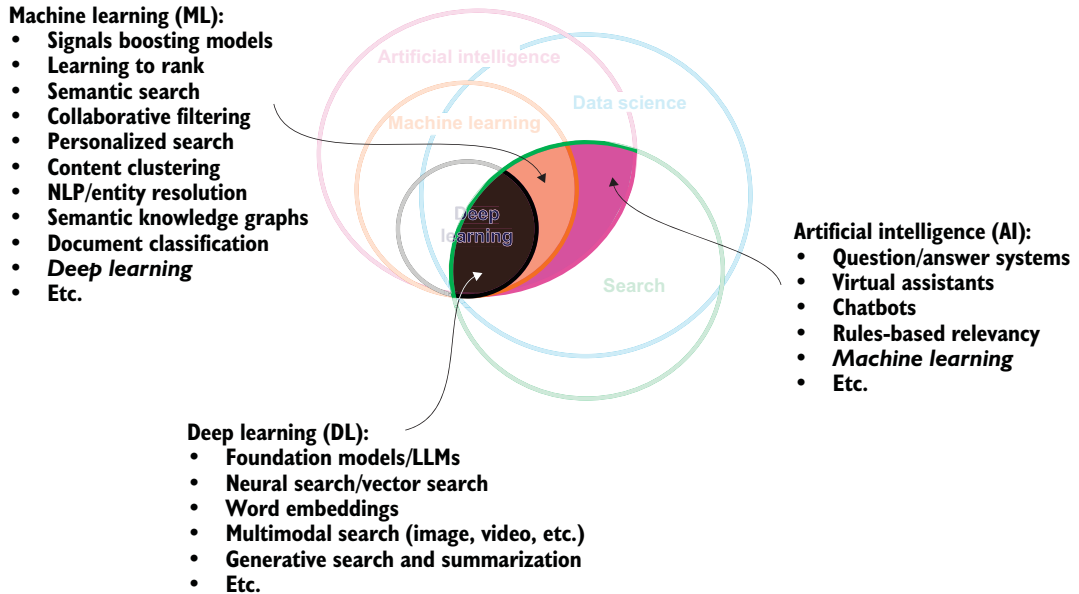 Machine learning (ML):
• Signals boosting models
• Learning to rank
• Semantic search
• Collaborative filtering
• Personalized search
• Content clustering
• NLP/entity resolution
• Semantic knowledge graphs
• Document classification
• Deep learning
• Etc.
Artificial intelligence
Data science
Machine learning
Deep
learning
Search
Artificial intelligence (AI):
• Question/answer systems
• Virtual assistants
• Chatbots
• Rules-based relevancy
• Machine learning
• Etc.
Deep learning (DL):
• Foundation models/LLMs
• Neural search/vector search
• Word embeddings
• Multimodal search (image, video, etc.)
• Generative search and summarization
• Etc.